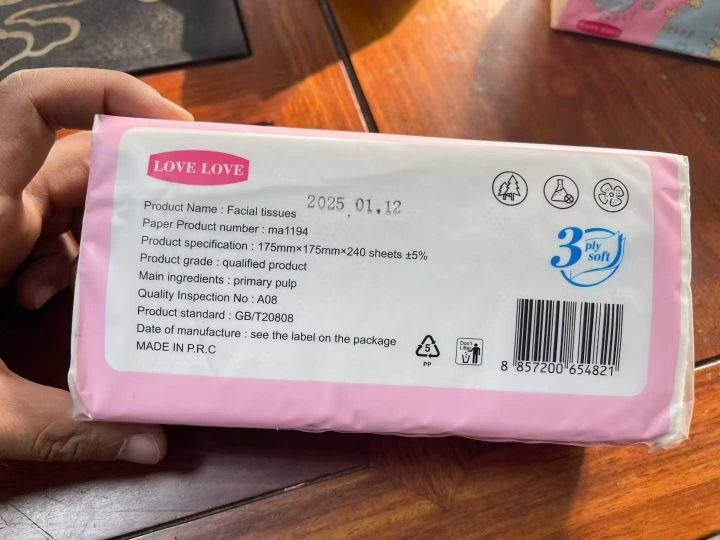 LOVE LOVE
2025.01.12
Product Name : Facial tissues
Paper Product number : ma1194
Product specification : 175mm×175mm×240 sheets ±5%
Product grade : qualified product
Main ingredients : primary pulp
Quality Inspection No : A08
Product standard : GB/T20808
Date of manufacture : see the label on the package
MADE IN P.R.C
3 ply
soft
5
PP
Don't
Litter
8 857200 654821